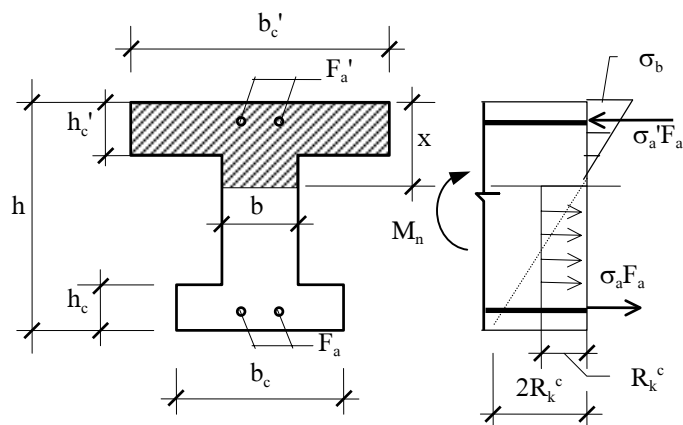 b_c'
F_a'
σ_b
h_c'
x
σ_a'F_a
h
b
M_n
σ_aF_a
h_c
F_a
b_c
2R_k^c
R_k^c